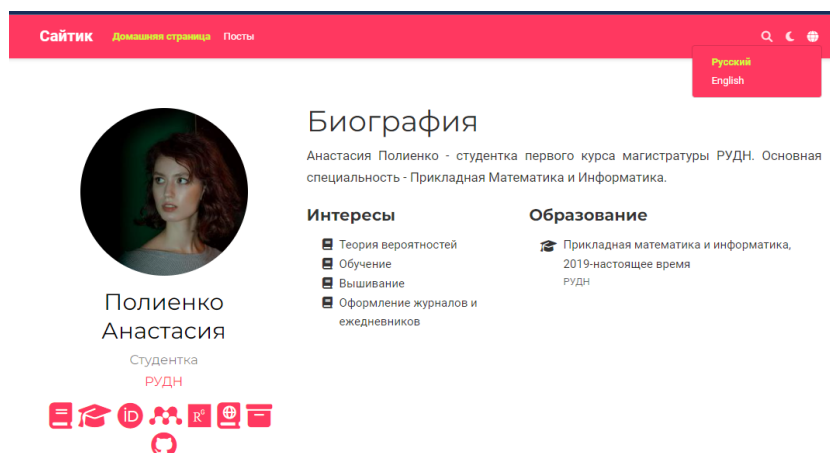 Сайтик Домашняя страница Посты
Русский
English
Биография
Анастасия Полиенко - студентка первого курса магистратуры РУДН. Основная
специальность - Прикладная Математика и Информатика.
Интересы
Теория вероятностей
Обучение
Вышивание
Оформление журналов и
ежедневников
Образование
Прикладная математика и информатика,
2019-настоящее время
РУДН
Полиенко
Анастасия
Студентка
РУДН
iD R^G